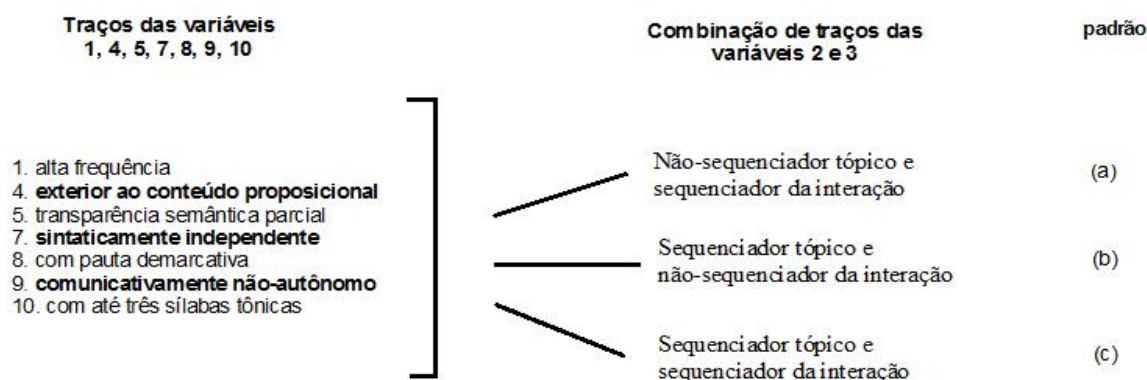 Traços das variáveis
1, 4, 5, 7, 8, 9, 10
Combinação de traços das
variáveis 2 e 3
padrão
1. alta frequência
4. exterior ao conteúdo proposicional
5. transparência semântica parcial
7. sintaticamente independente
8. com pauta demarcativa
9. comunicativamente não-autônomo
10. com até três sílabas tônicas
Não-sequenciador tópico e
sequenciador da interação
(a)
Sequenciador tópico e
não-sequenciador da interação
(b)
Sequenciador tópico e
sequenciador da interação
(c)